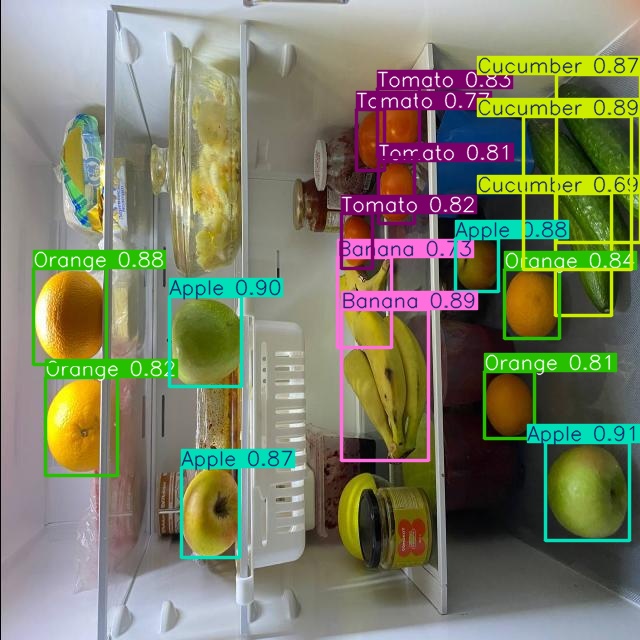 Cucumber 0.87
Tomato 0.83
Tomato 0.77
Cucumber 0.89
Tomato 0.81
Cucumber 0.69
Tomato 0.82
Apple 0.88
Banana 0.73
Orange 0.88
Orange 0.84
Apple 0.90
Banana 0.89
Orange 0.82
Orange 0.81
Apple 0.91
Apple 0.87